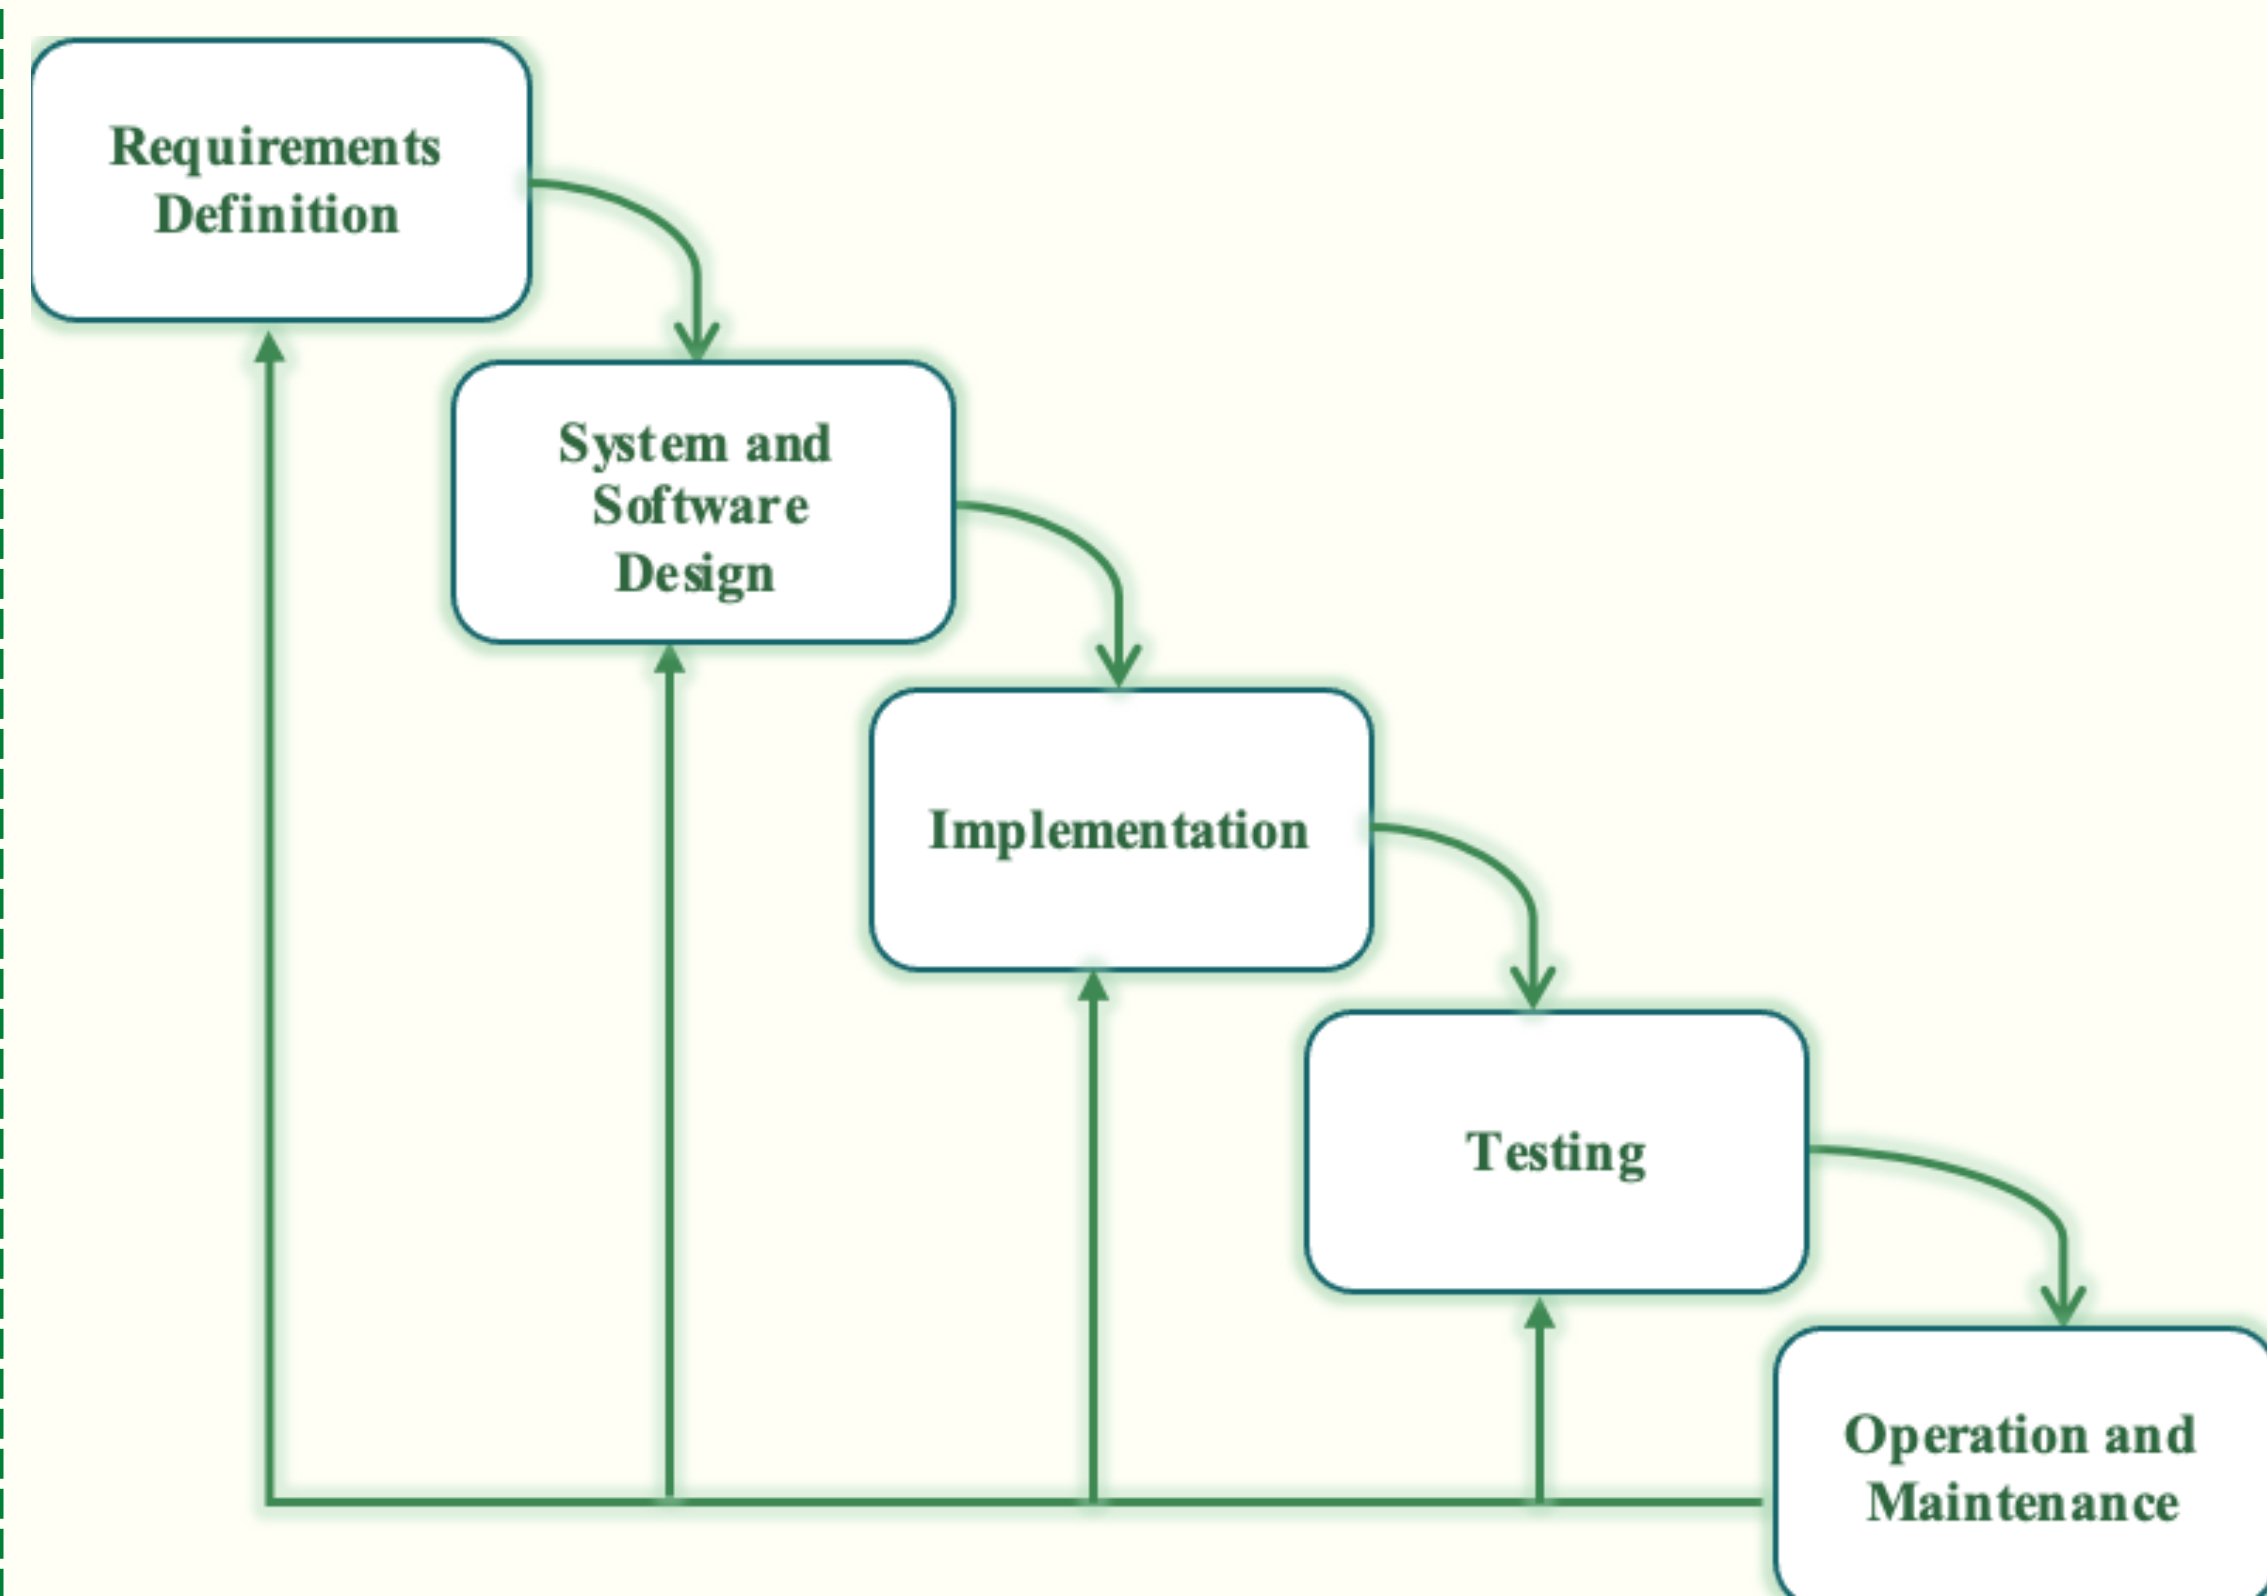 Requirements
Definition
System and
Software
Design
Implementation
Testing
Operation and
Maintenance